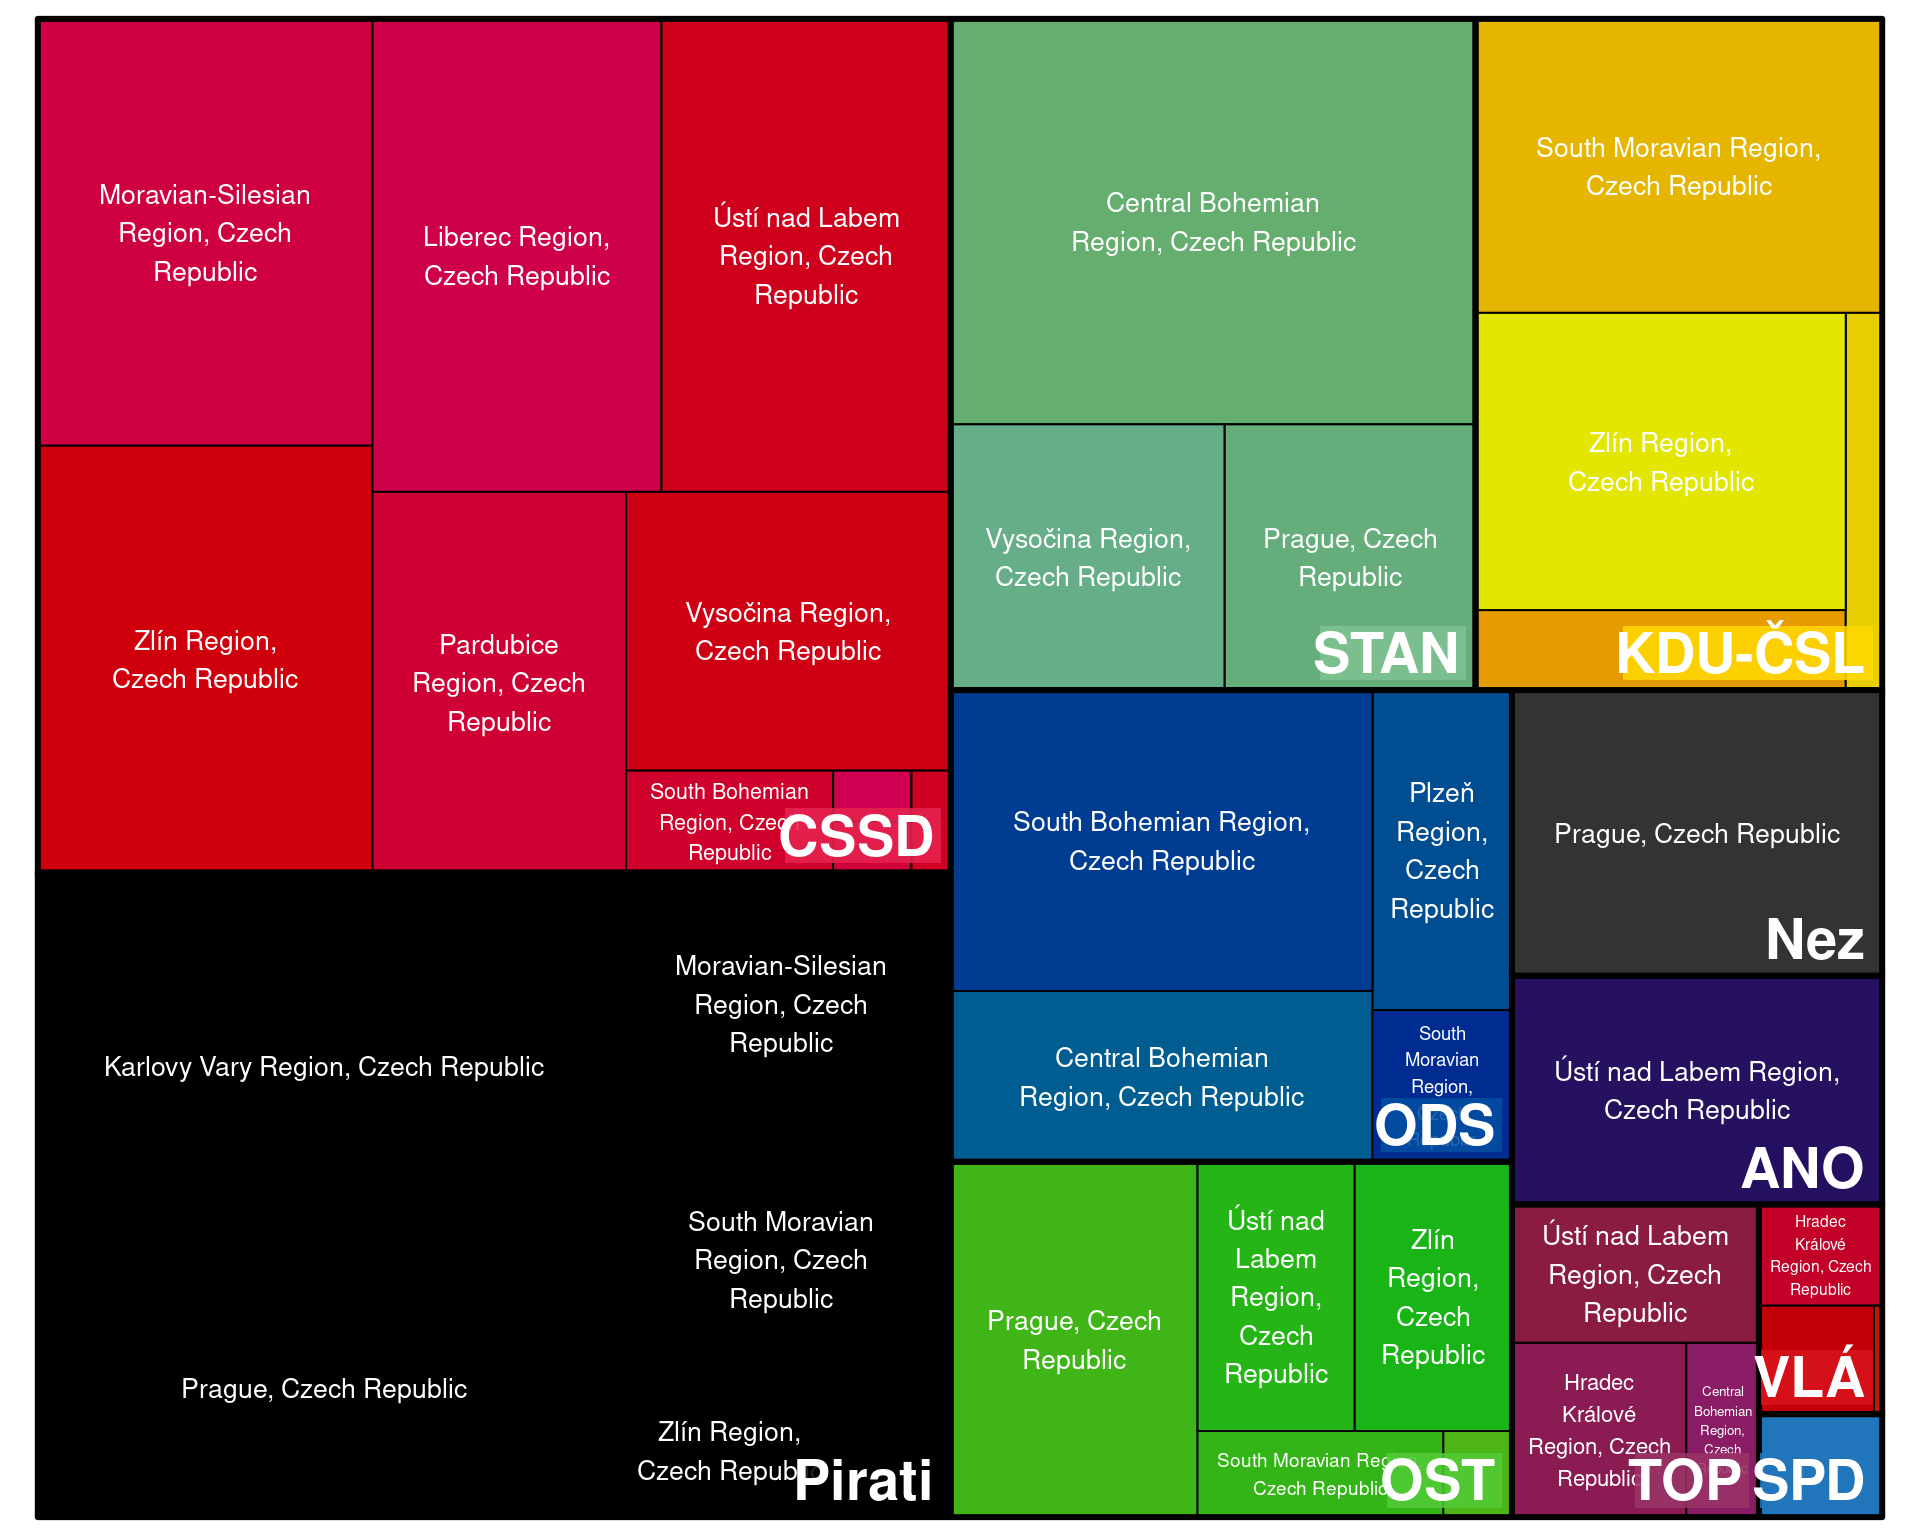 Moravian-Silesian
Region, Czech
Republic
Liberec Region,
Czech Republic
Ústí nad Labem
Region, Czech
Republic
Zlín Region,
Czech Republic
Pardubice
Region, Czech
Republic
Vysočina Region,
Czech Republic
South Bohemian
Region, Czech
Republic
CSSD
Central Bohemian
Region, Czech Republic
Vysočina Region,
Czech Republic
Prague, Czech
Republic
STAN
South Moravian Region,
Czech Republic
Zlín Region,
Czech Republic
KDU-ČSL
Karlovy Vary Region, Czech Republic
Moravian-Silesian
Region, Czech
Republic
South Moravian
Region, Czech
Republic
Prague, Czech Republic
Zlín Region,
Czech Republic
Pirati
South Bohemian Region,
Czech Republic
Plzeň
Region,
Czech
Republic
Central Bohemian
Region, Czech Republic
South
Moravian
Region,
ODS
Prague, Czech Republic
Nez
Ústí nad Labem Region,
Czech Republic
ANO
Prague, Czech
Republic
Ústí nad
Labem
Region,
Czech
Republic
Zlín
Region,
Czech
Republic
South Moravian Region,
Czech Republic
OST
Ústí nad Labem
Region, Czech
Republic
Hradec
Králové
Region, Czech
Republic
Central
Bohemian
Region,
Czech
TOP
Hradec
Králové
Region, Czech
Republic
VLÁ
SPD